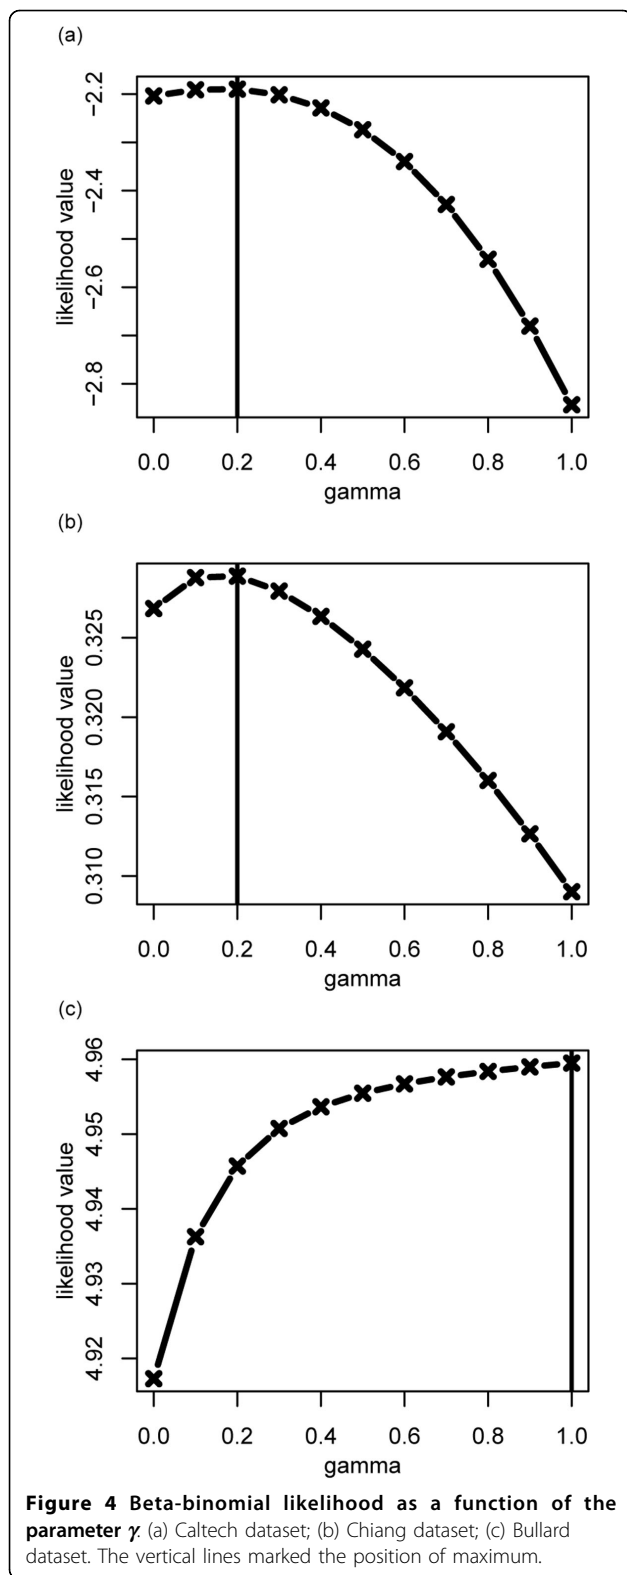 (a)
likelihood value
-2.2
-2.4
-2.6
-2.8
0.0 0.2 0.4 0.6 0.8 1.0
gamma
(b)
likelihood value
0.325
0.320
0.315
0.310
0.0 0.2 0.4 0.6 0.8 1.0
gamma
(c)
likelihood value
4.96
4.95
4.94
4.93
4.92
0.0 0.2 0.4 0.6 0.8 1.0
gamma
Figure 4 Beta-binomial likelihood as a function of the
parameter γ. (a) Caltech dataset; (b) Chiang dataset; (c) Bullard
dataset. The vertical lines marked the position of maximum.